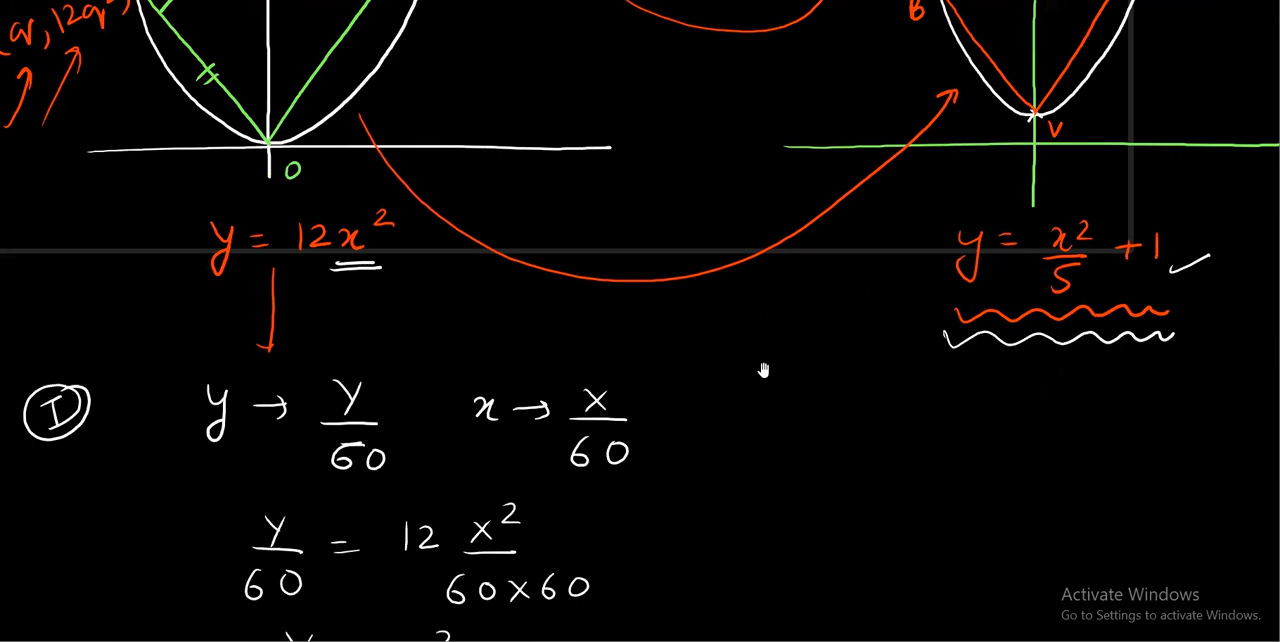 a, 12a²)
B
V
O
y = 12x²
y = x²/5 + 1
I y → Y/60 x → X/60
Y/60 = 12 X²/60×60
Activate Windows
Go to Settings to activate Windows.